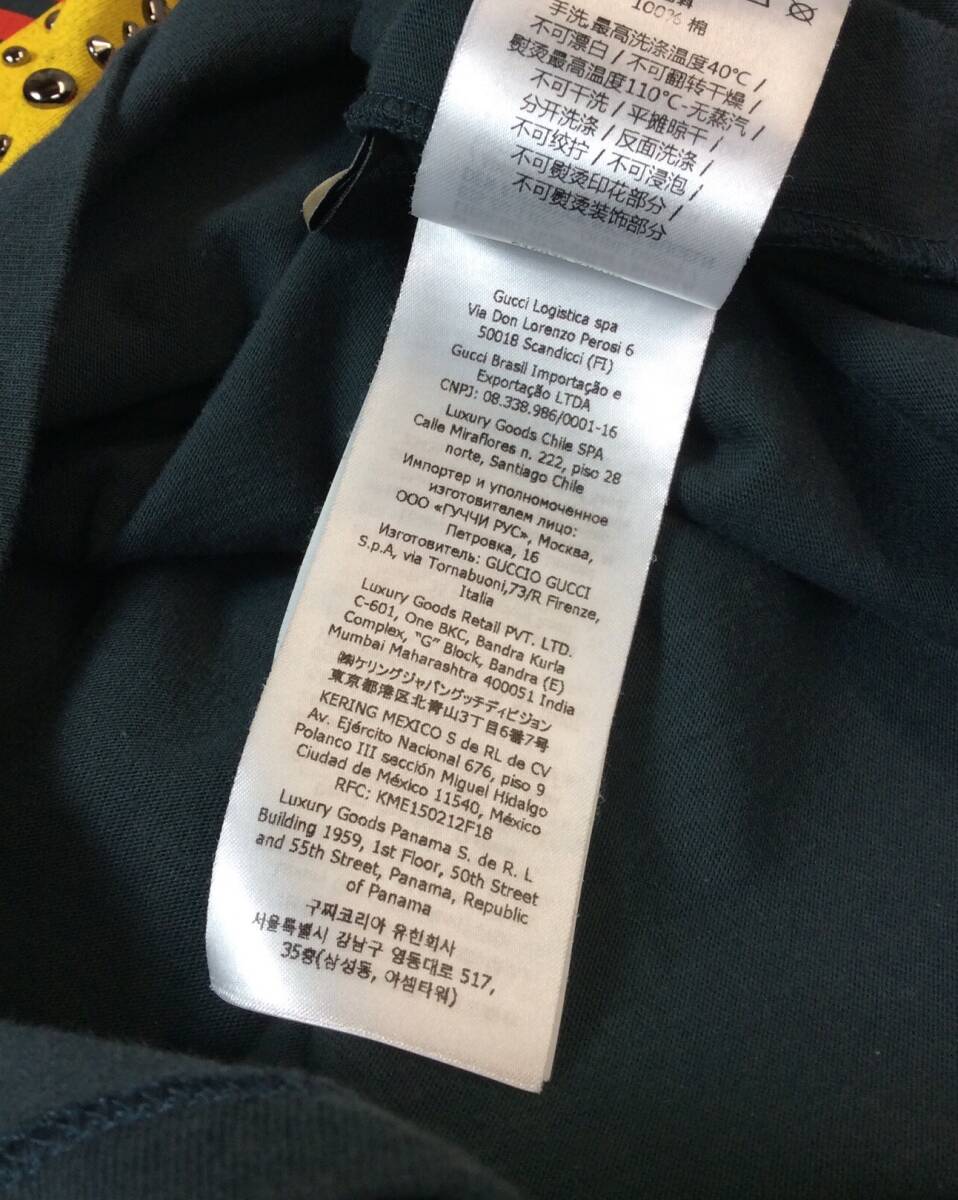 100% 棉
手洗,最高洗涤温度40℃ /
不可漂白 / 不可翻转干燥 /
熨烫最高温度110℃-无蒸汽 /
不可干洗 / 平摊晾干 /
分开洗涤 / 反面洗涤 /
不可绞拧 / 不可浸泡 /
不可熨烫印花部分 /
不可熨烫装饰部分
Gucci Logistica spa
Via Don Lorenzo Perosi 6
50018 Scandicci (FI)
Gucci Brasil Importação e
Exportação LTDA
CNPJ: 08.338.986/0001-16
Luxury Goods Chile SPA
Calle Miraflores n. 222, piso 28
norte, Santiago Chile
Импортер и уполномоченное
изготовителем лицо:
ООО «ГУЧЧИ РУС», Москва,
Петровка, 16
Изготовитель: GUCCIO GUCCI
S.p.A, via Tornabuoni,73/R Firenze,
Italia
Luxury Goods Retail PVT. LTD.
C-601, One BKC, Bandra Kurla
Complex, "G" Block, Bandra (E)
Mumbai Maharashtra 400051 India
㈱ケリングジャパングッチディビジョン
東京都港区北青山3丁目6番7号
KERING MEXICO S de RL de CV
Av. Ejército Nacional 676, piso 9
Polanco III sección Miguel Hidalgo
Ciudad de México 11540, México
RFC: KME150212F18
Luxury Goods Panama S. de R. L
Building 1959, 1st Floor, 50th Street
and 55th Street, Panama, Republic
of Panama
구찌코리아 유한회사
서울특별시 강남구 영동대로 517,
35층(삼성동, 아셈타워)